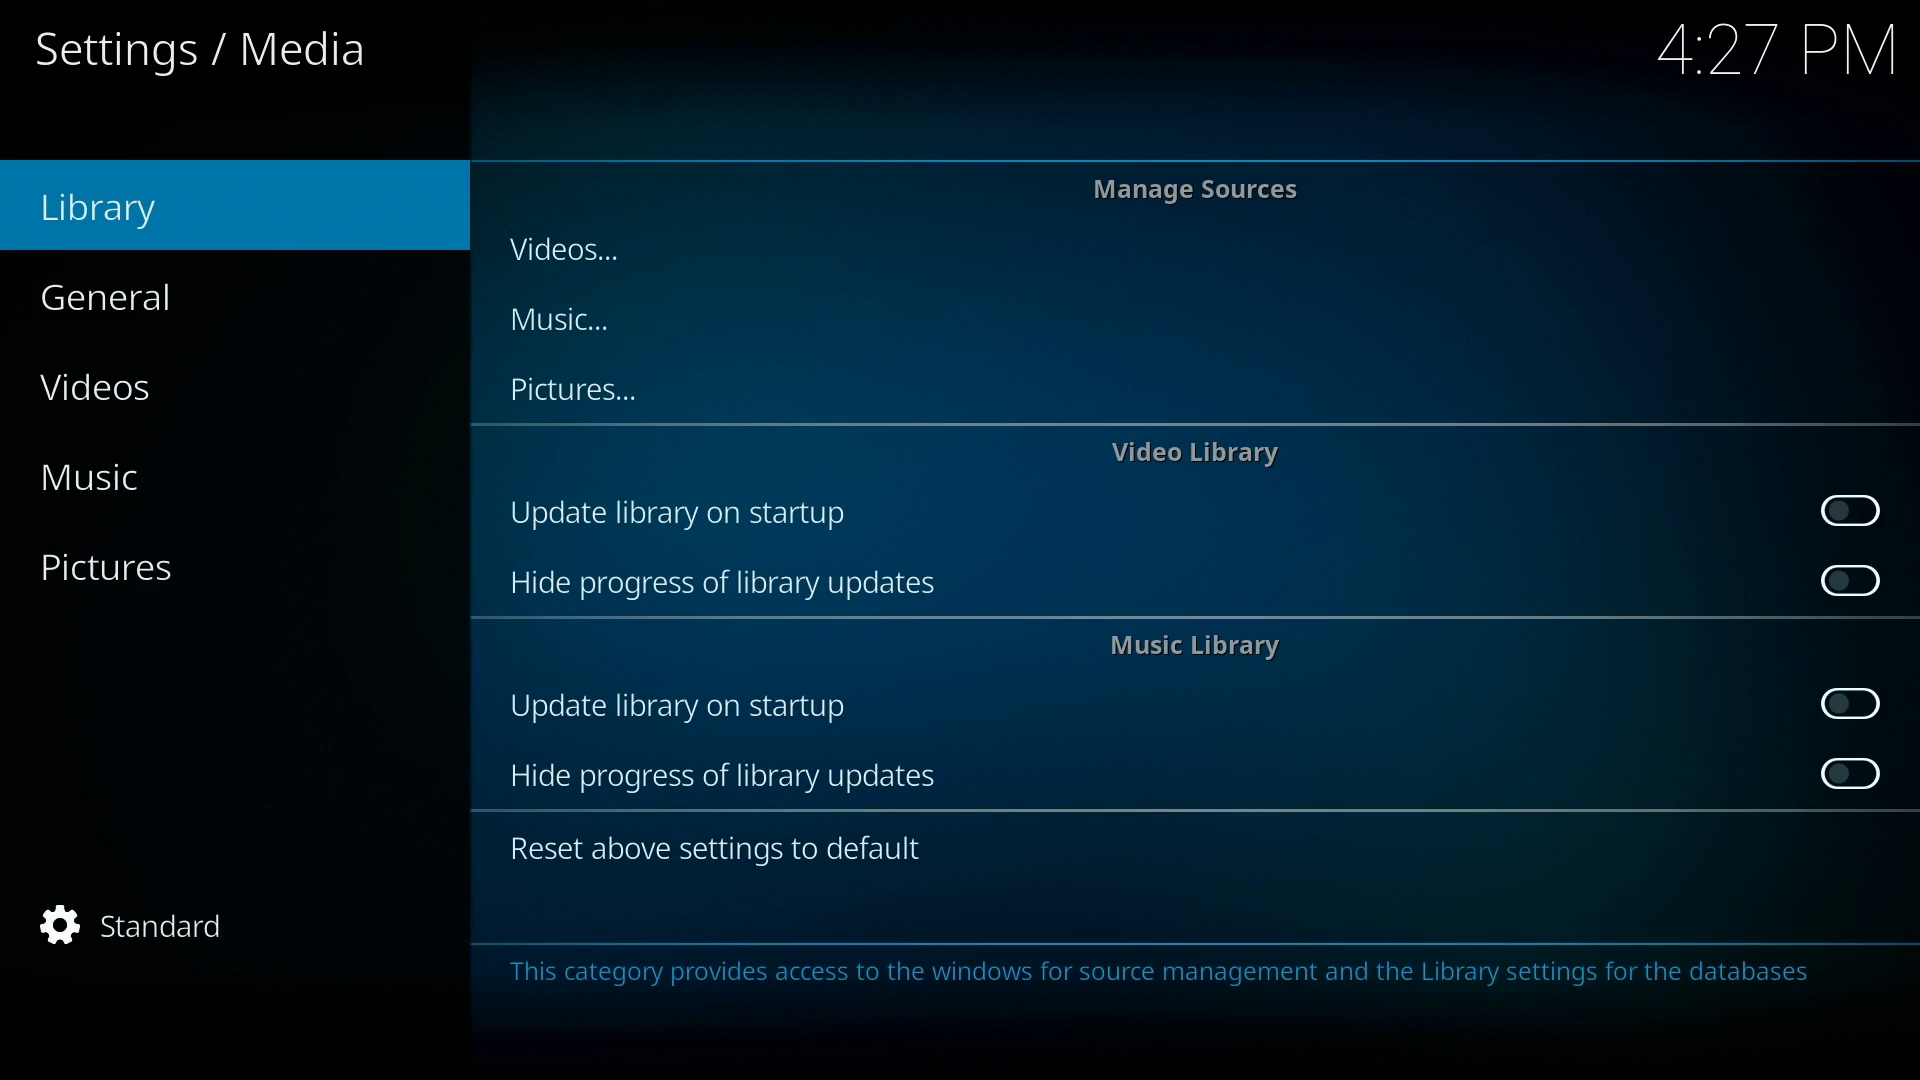 Settings / Media
4:27 PM
Library
General
Videos
Music
Pictures
Standard
Manage Sources
Videos...
Music...
Pictures...
Video Library
Update library on startup
Hide progress of library updates
Music Library
Update library on startup
Hide progress of library updates
Reset above settings to default
This category provides access to the windows for source management and the Library settings for the databases